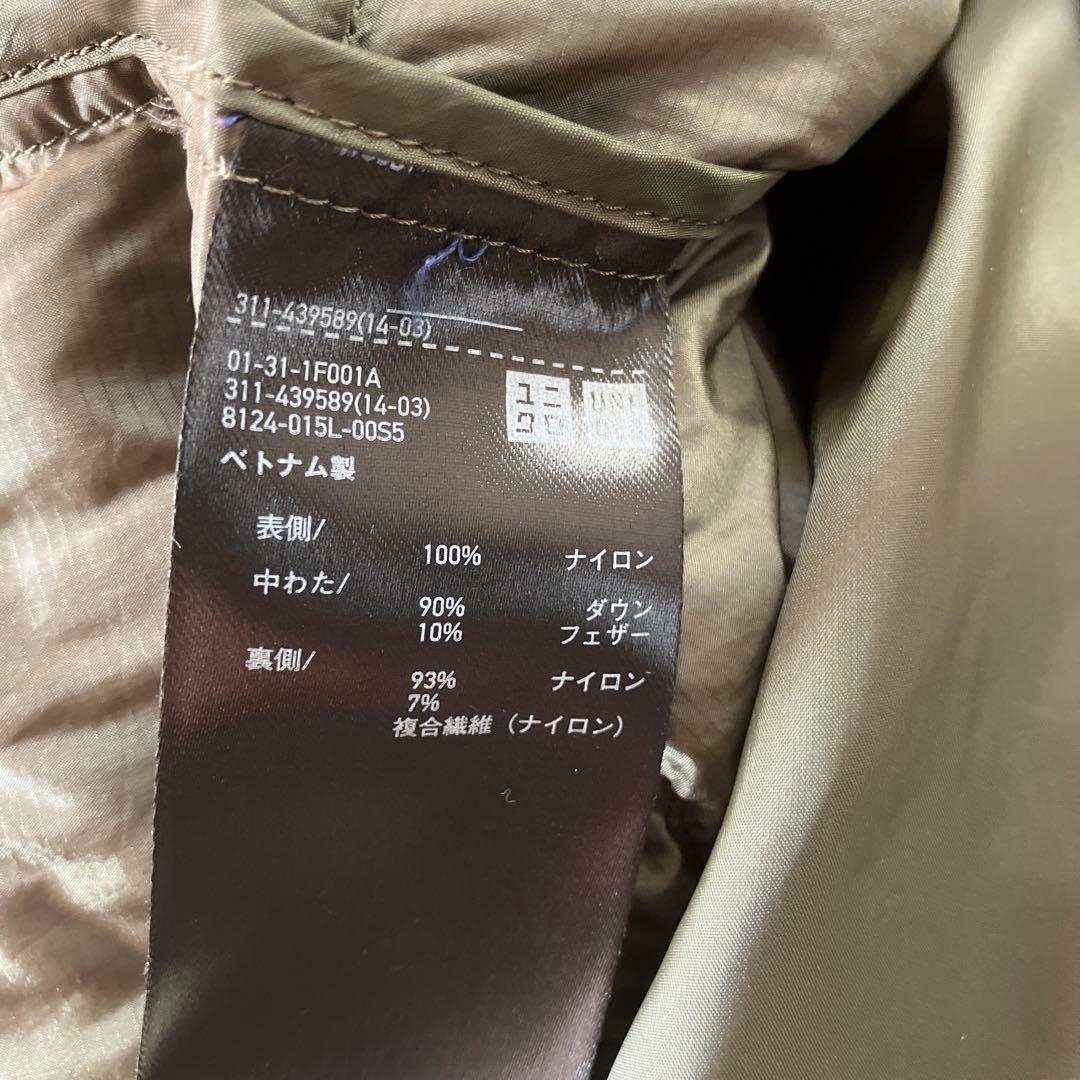 311-439589(14-03)
01-31-1F001A
311-439589(14-03)
8124-015L-00S5
ユニ
クロ
UNI
ベトナム製
表側/
100% ナイロン
中わた/
90% ダウン
10% フェザー
裏側/
93% ナイロン
7%
複合繊維（ナイロン）